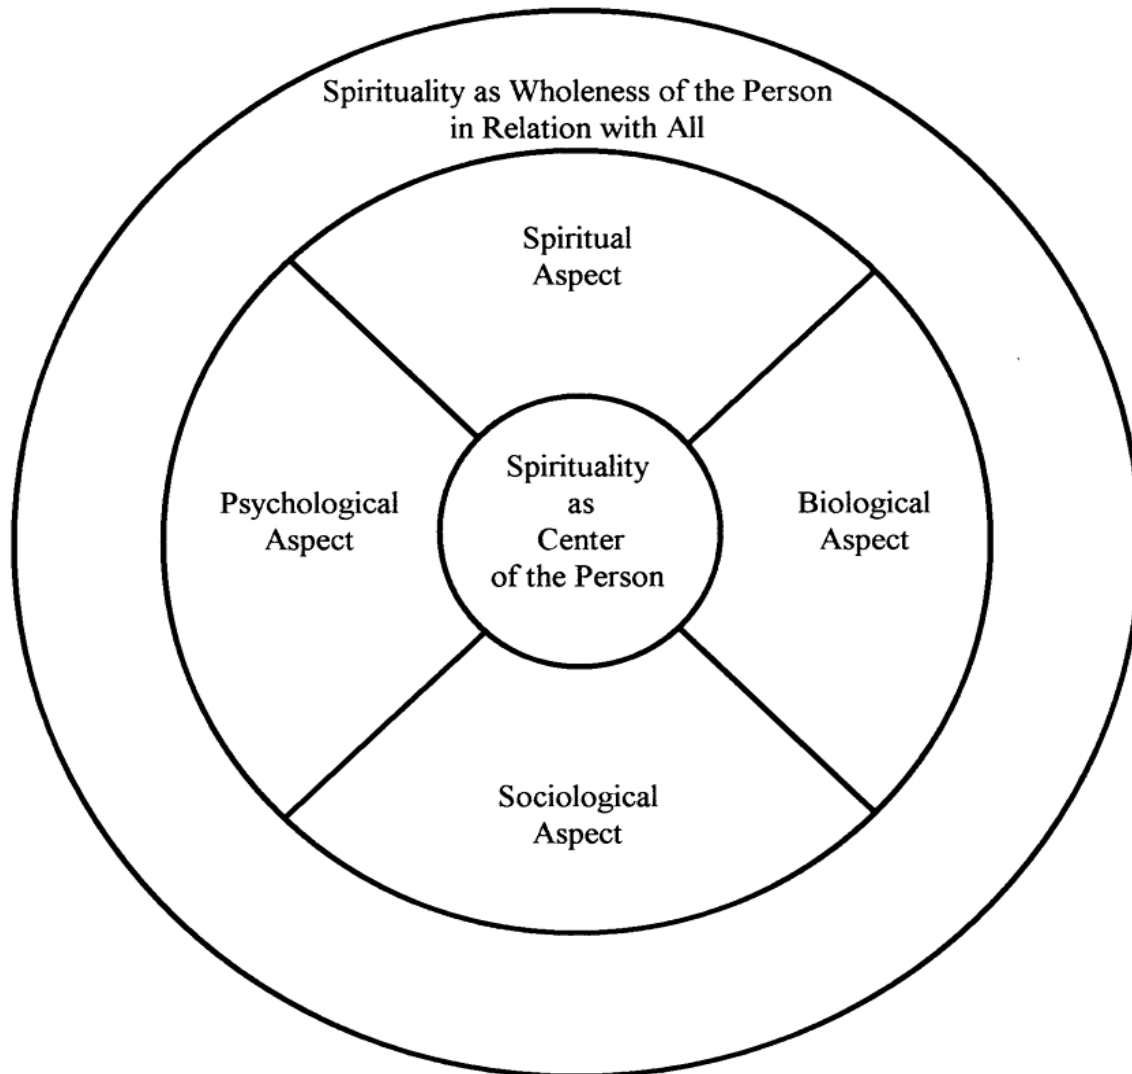 Spirituality as Wholeness of the Person
in Relation with All
Spiritual
Aspect
Psychological
Aspect
Spirituality
as
Center
of the Person
Biological
Aspect
Sociological
Aspect